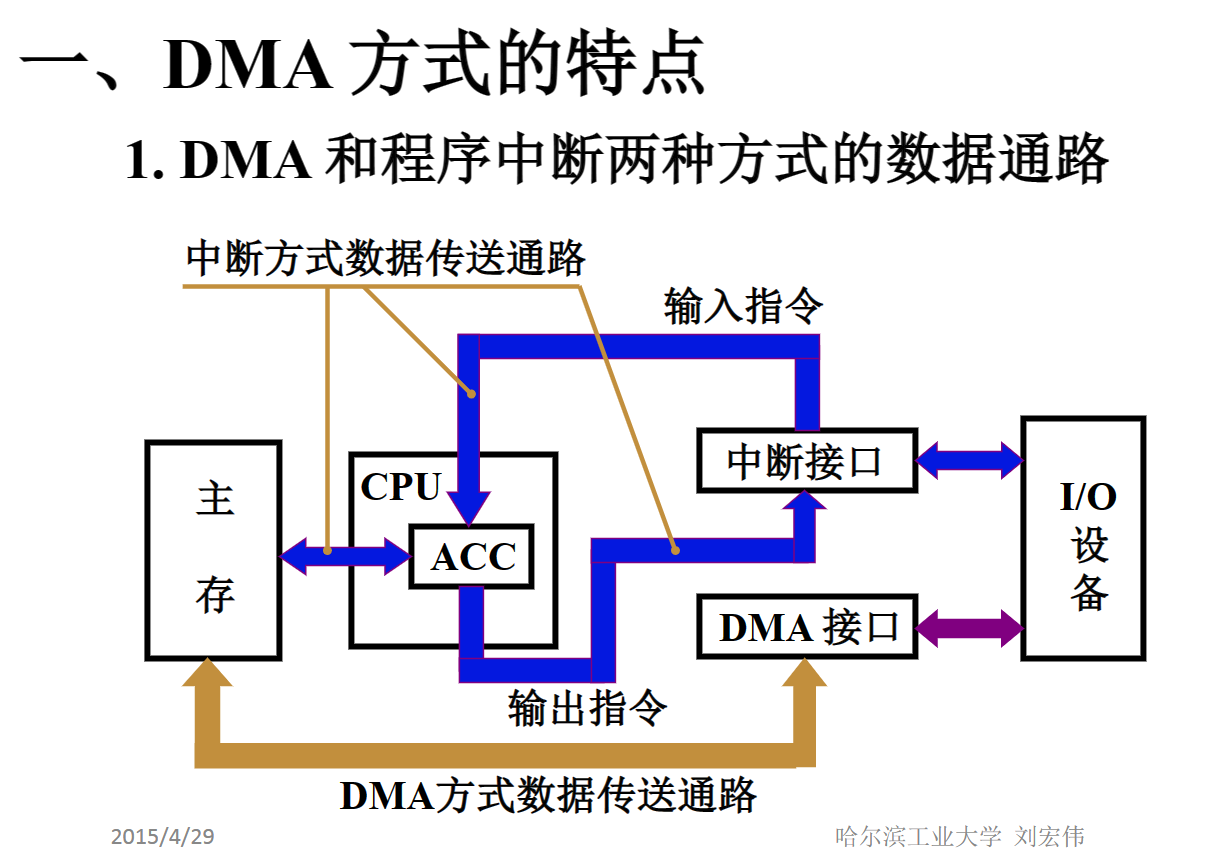 一、DMA 方式的特点
1. DMA 和程序中断两种方式的数据通路
中断方式数据传送通路
输入指令
中断接口
CPU
主存
I/O设备
ACC
DMA 接口
输出指令
DMA方式数据传送通路
2015/4/29
哈尔滨工业大学 刘宏伟